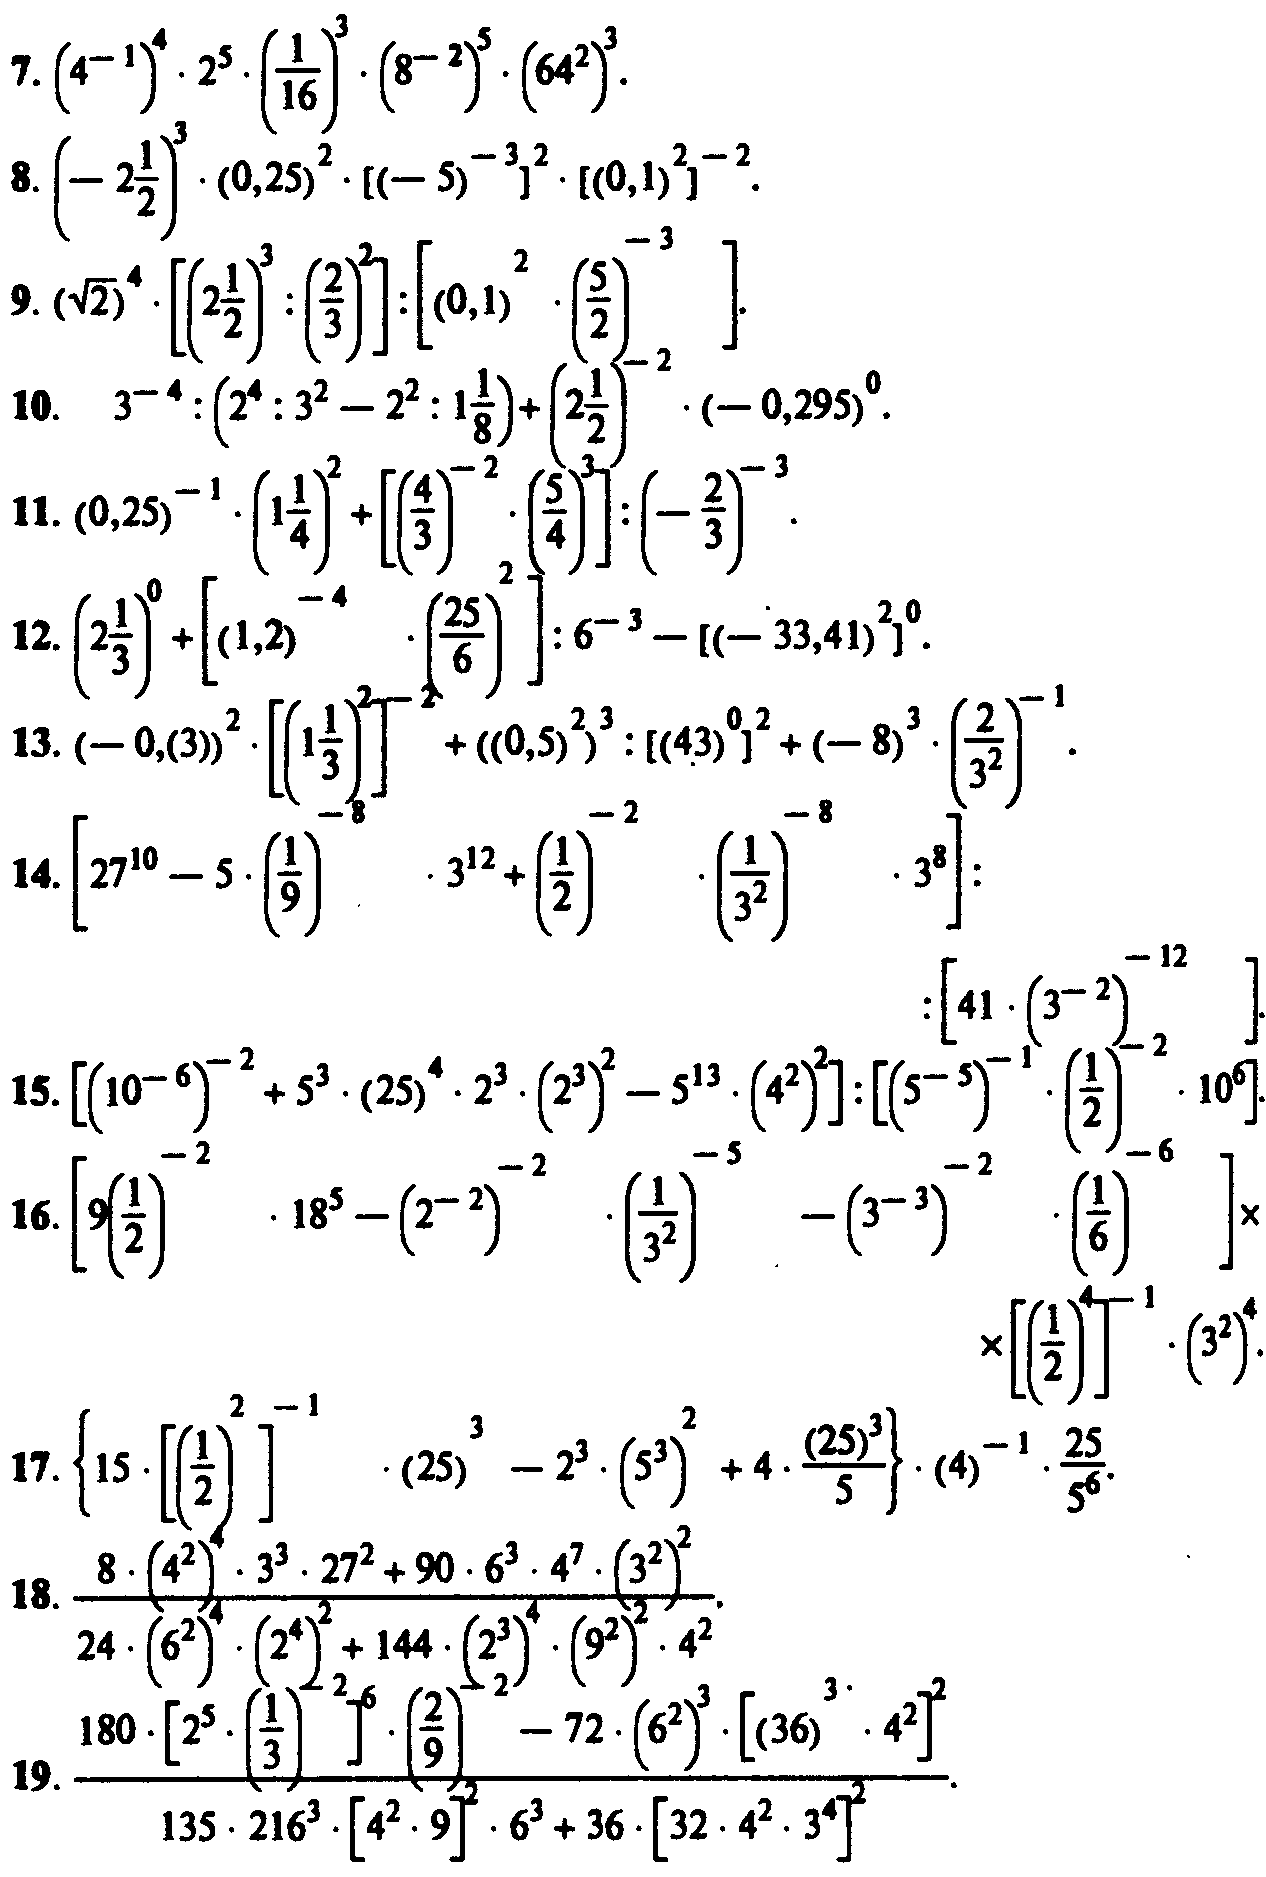 7. (4^{-1})^4 · 2^5 · (1/16)^3 · (8^{-2})^5 · (64^2)^3.
8. (-2 1/2)^3 · (0,25)^2 · [(-5)^{-3}]^2 · [(0,1)^2]^{-2}.
9. (√2)^4 · [(2 1/2)^3 : (2/3)^2] : [(0,1)^2 · (5/2)^{-3}].
10. 3^{-4} : (2^4 : 3^2 - 2^2 : 1 1/8) + (2 1/2)^{-2} · (-0,295)^0.
11. (0,25)^{-1} · (1 1/4)^2 + [(4/3)^{-2} · (5/4)^3] : (-2/3)^{-3}.
12. (2 1/3)^0 + [(1,2)^{-4} · (25/6)^2] : 6^{-3} - [(-33,41)^2]^0.
13. (-0,(3))^2 · [(1 1/3)^2]^{-2} + ((0,5)^2)^3 : [(43)^0]^2 + (-8)^3 · (2/3^2)^{-1}.
14. [27^{10} - 5 · (1/9)^{-8} · 3^{12} + (1/2)^{-2} · (1/3^2)^{-8} · 3^8] :
: [41 · (3^{-2})^{-12}].
15. [(10^{-6})^{-2} + 5^3 · (25)^4 · 2^3 · (2^3)^2 - 5^{13} · (4^2)^2] : [(5^{-5})^{-1} · (1/2)^{-2} · 10^6].
16. [9(1/2)^{-2} · 18^5 - (2^{-2})^{-2} · (1/3^2)^{-5} - (3^{-3})^{-2} · (1/6)^{-6}] ×
× [(1/2)^4]^{-1} · (3^2)^4.
17. {15 · [(1/2)^2]^{-1} · (25)^3 - 2^3 · (5^3)^2 + 4 · (25)^3/5} · (4)^{-1} · 25/5^6.
18. (8 · (4^2)^4 · 3^3 · 27^2 + 90 · 6^3 · 4^7 · (3^2)^2) / (24 · (6^2)^4 · (2^4)^2 + 144 · (2^3)^4 · (9^2)^2 · 4^2).
19. (180 · [2^5 · (1/3)^{-2}]^6 · (2/9)^{-2} - 72 · (6^2)^3 · [(36)^3 · 4^2]^2) / (135 · 216^3 · [4^2 · 9]^2 · 6^3 + 36 · [32 · 4^2 · 3^4]^2).